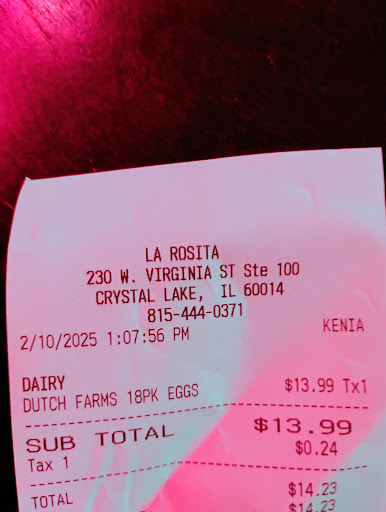 LA ROSITA
230 W. VIRGINIA ST Ste 100
CRYSTAL LAKE, IL 60014
815-444-0371
2/10/2025 1:07:56 PM KENIA
DAIRY
DUTCH FARMS 18PK EGGS $13.99 Tx1
SUB TOTAL $13.99
Tax 1 $0.24
TOTAL $14.23
$14.23